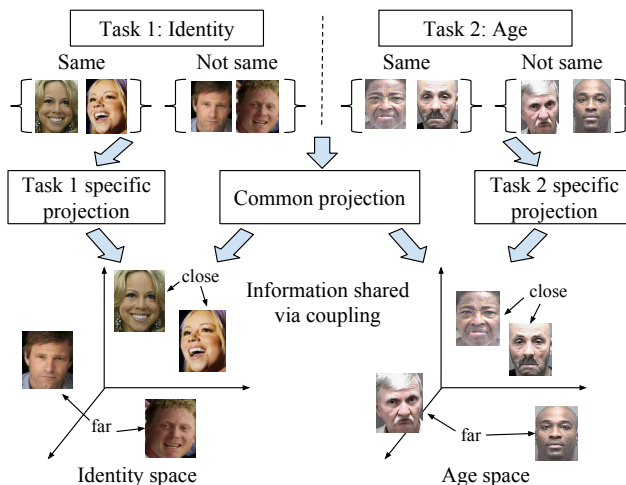 Task 1: Identity
Task 2: Age
Same
Not same
Same
Not same
Task 1 specific
projection
Common projection
Task 2 specific
projection
close
Information shared
via coupling
close
far
far
Identity space
Age space